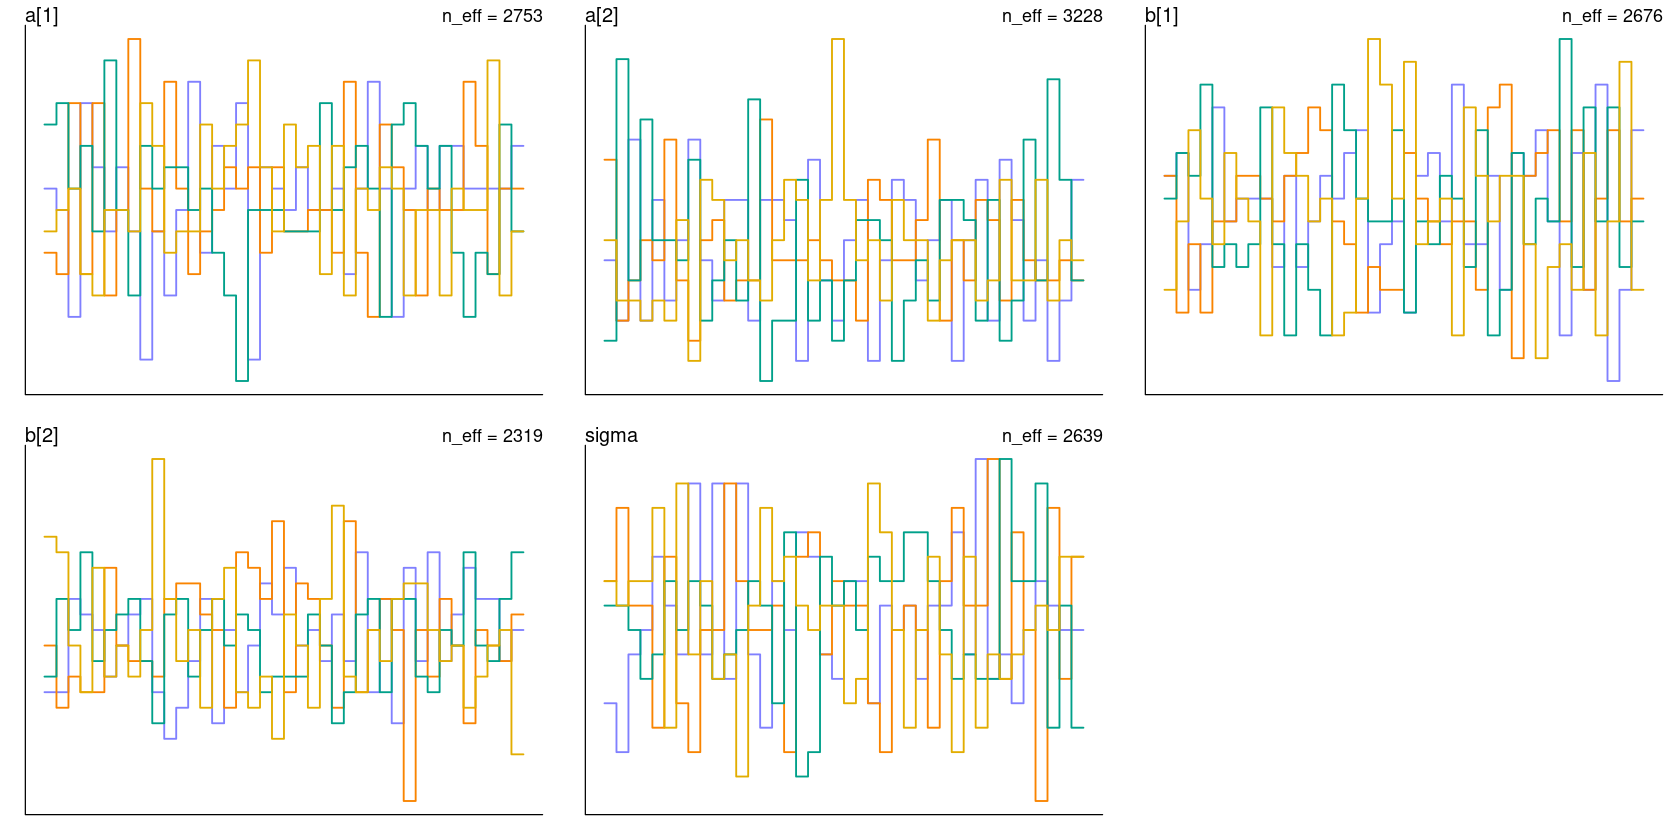 a[1] n_eff = 2753
a[2] n_eff = 3228
b[1] n_eff = 2676
b[2] n_eff = 2319
sigma n_eff = 2639